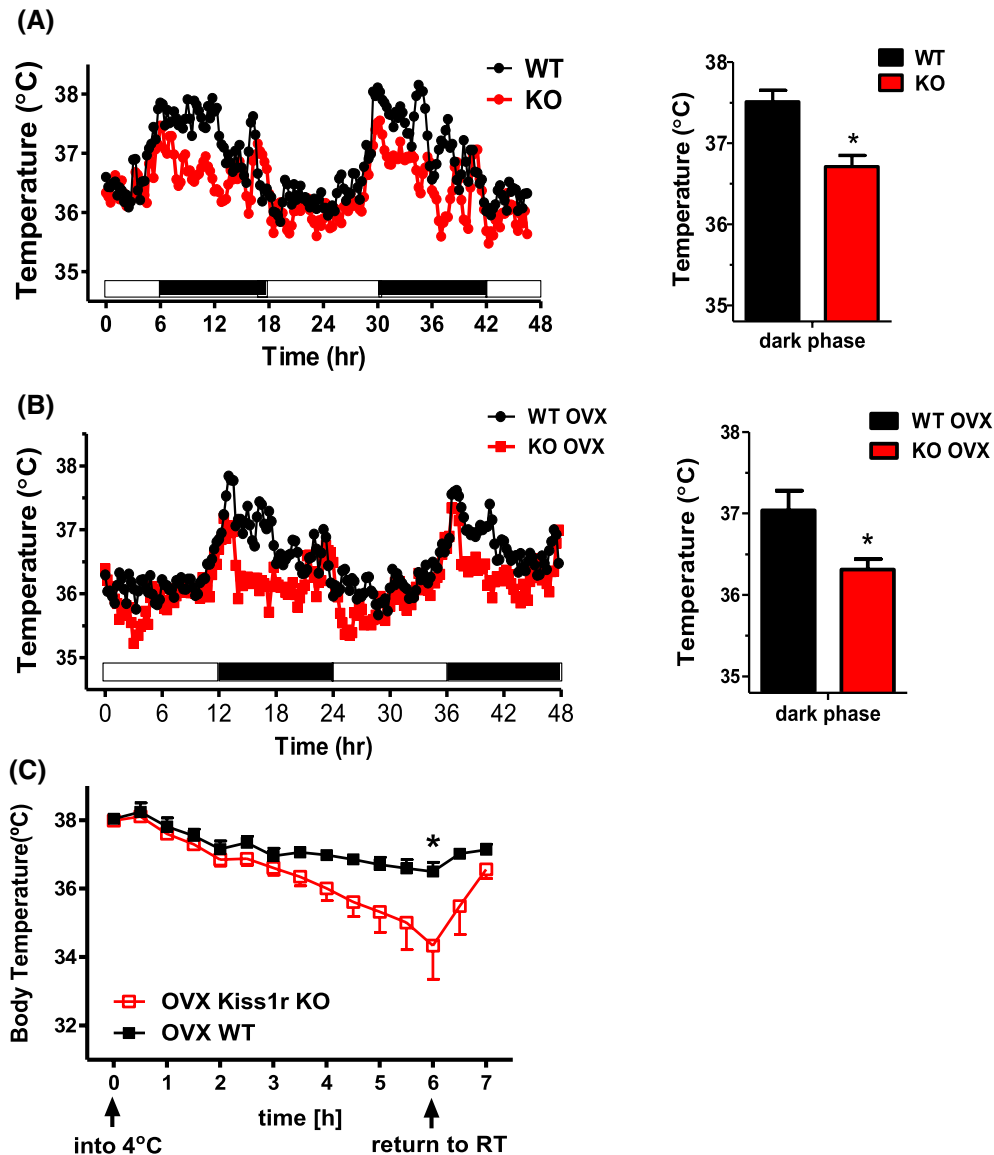 (A)
WT
KO
Temperature (°C)
38
37
36
35
0 6 12 18 24 30 36 42 48
Time (hr)
WT
KO
Temperature (°C)
38
37
36
35
*
dark phase
(B)
WT OVX
KO OVX
Temperature (°C)
38
37
36
35
0 6 12 18 24 30 36 42 48
Time (hr)
WT OVX
KO OVX
Temperature (°C)
38
37
36
35
*
dark phase
(C)
Body Temperature(ºC)
38
36
34
32
*
OVX Kiss1r KO
OVX WT
0 1 2 3 4 5 6 7
time [h]
into 4°C
return to RT